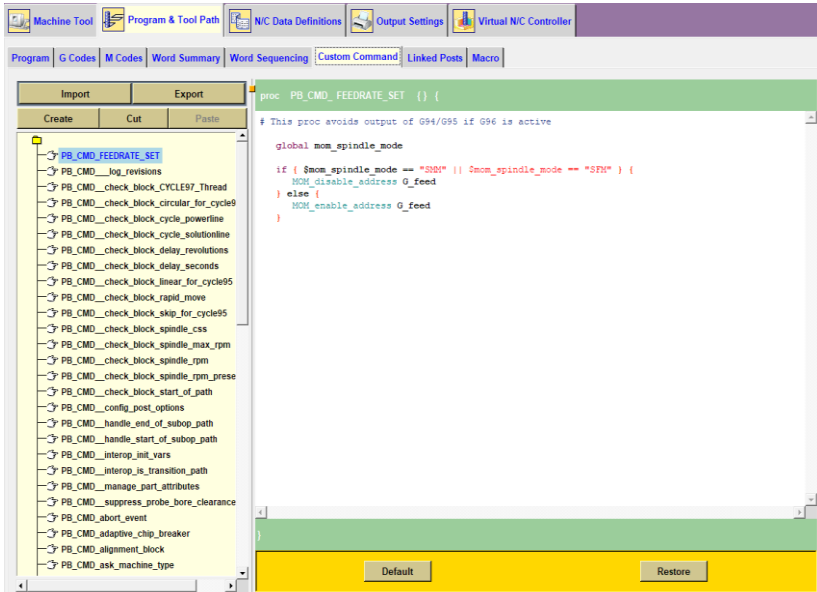 Machine Tool Program & Tool Path N/C Data Definitions Output Settings Virtual N/C Controller
Program G Codes M Codes Word Summary Word Sequencing Custom Command Linked Posts Macro
Import Export
Create Cut Paste
PB_CMD_FEEDRATE_SET
PB_CMD___log_revisions
PB_CMD__check_block_CYCLE97_Thread
PB_CMD__check_block_circular_for_cycle9
PB_CMD__check_block_cycle_powerline
PB_CMD__check_block_cycle_solutionline
PB_CMD__check_block_delay_revolutions
PB_CMD__check_block_delay_seconds
PB_CMD__check_block_linear_for_cycle95
PB_CMD__check_block_rapid_move
PB_CMD__check_block_skip_for_cycle95
PB_CMD__check_block_spindle_css
PB_CMD__check_block_spindle_max_rpm
PB_CMD__check_block_spindle_rpm
PB_CMD__check_block_spindle_rpm_prese
PB_CMD__check_block_start_of_path
PB_CMD__config_post_options
PB_CMD__handle_end_of_subop_path
PB_CMD__handle_start_of_subop_path
PB_CMD__interop_init_vars
PB_CMD__interop_is_transition_path
PB_CMD__manage_part_attributes
PB_CMD__suppress_probe_bore_clearance
PB_CMD_abort_event
PB_CMD_adaptive_chip_breaker
PB_CMD_alignment_block
PB_CMD_ask_machine_type
proc PB_CMD_ FEEDRATE_SET {} {
# This proc avoids output of G94/G95 if G96 is active
global mom_spindle_mode
if { $mom_spindle_mode == "SMM" || $mom_spindle_mode == "SFM" } {
MOM_disable_address G_feed
} else {
MOM_enable_address G_feed
}
}
Default Restore